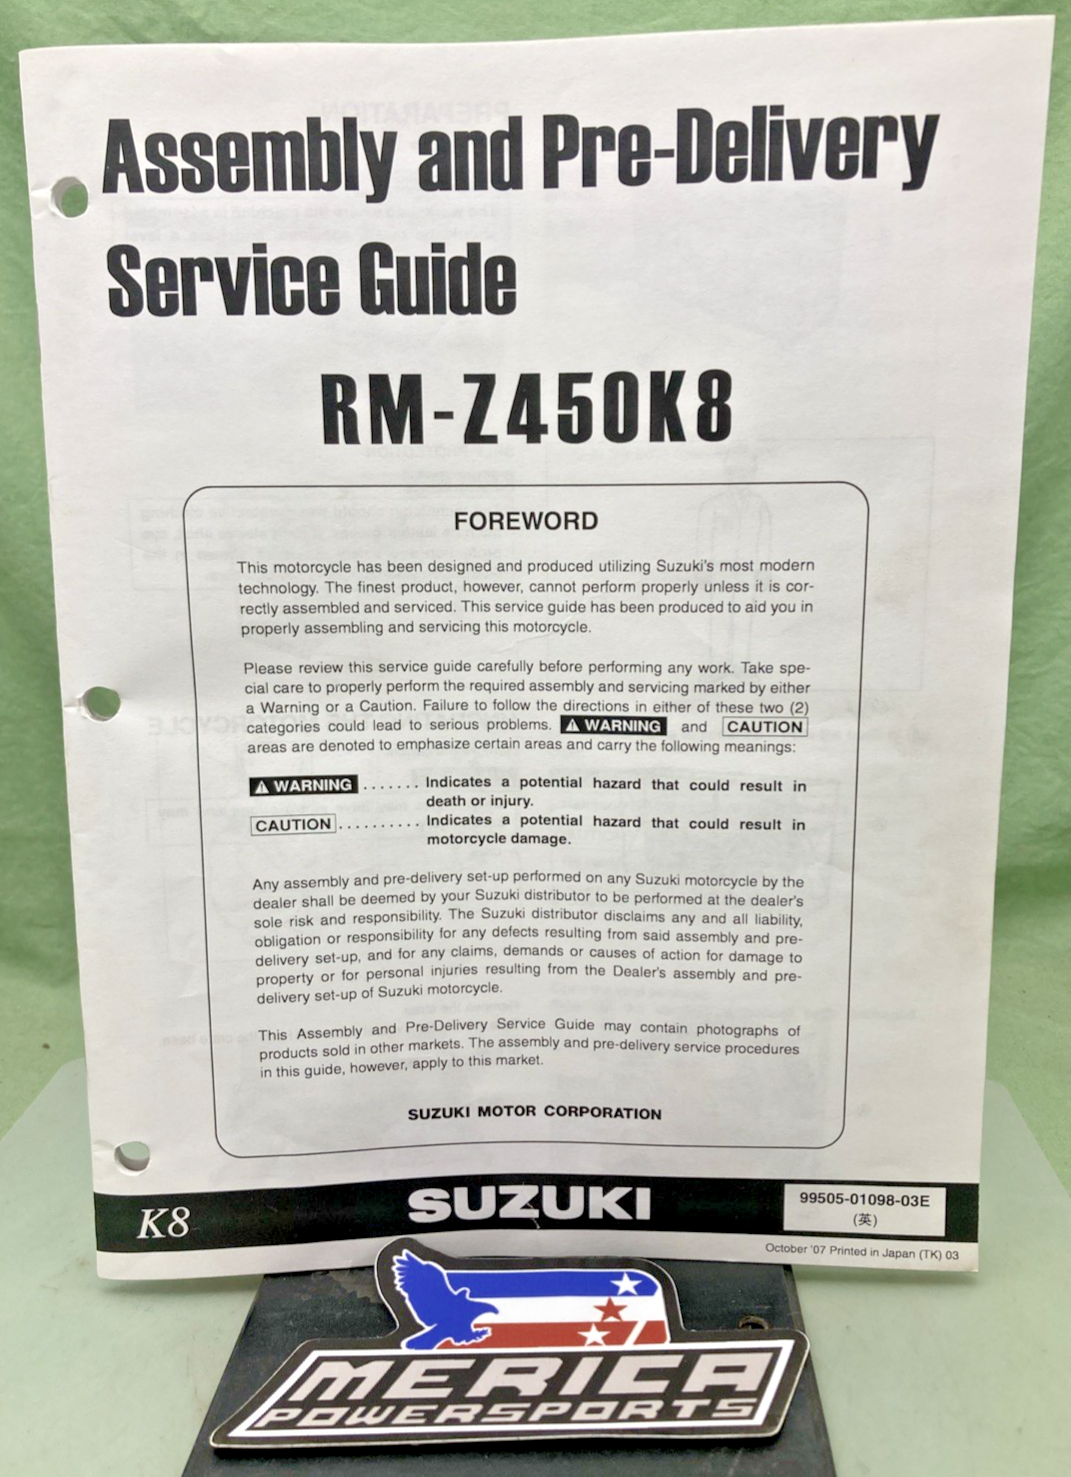 Assembly and Pre-Delivery
Service Guide
RM-Z450K8
FOREWORD
This motorcycle has been designed and produced utilizing Suzuki's most modern
technology. The finest product, however, cannot perform properly unless it is cor-
rectly assembled and serviced. This service guide has been produced to aid you in
properly assembling and servicing this motorcycle.
Please review this service guide carefully before performing any work. Take spe-
cial care to properly perform the required assembly and servicing marked by either
a Warning or a Caution. Failure to follow the directions in either of these two (2)
categories could lead to serious problems. ⚠ WARNING and CAUTION
areas are denoted to emphasize certain areas and carry the following meanings:
⚠ WARNING ....... Indicates a potential hazard that could result in
death or injury.
CAUTION .......... Indicates a potential hazard that could result in
motorcycle damage.
Any assembly and pre-delivery set-up performed on any Suzuki motorcycle by the
dealer shall be deemed by your Suzuki distributor to be performed at the dealer's
sole risk and responsibility. The Suzuki distributor disclaims any and all liability,
obligation or responsibility for any defects resulting from said assembly and pre-
delivery set-up, and for any claims, demands or causes of action for damage to
property or for personal injuries resulting from the Dealer's assembly and pre-
delivery set-up of Suzuki motorcycle.
This Assembly and Pre-Delivery Service Guide may contain photographs of
products sold in other markets. The assembly and pre-delivery service procedures
in this guide, however, apply to this market.
SUZUKI MOTOR CORPORATION
K8
SUZUKI
99505-01098-03E
(英)
October '07 Printed in Japan (TK) 03
MERICA
POWERSPORTS